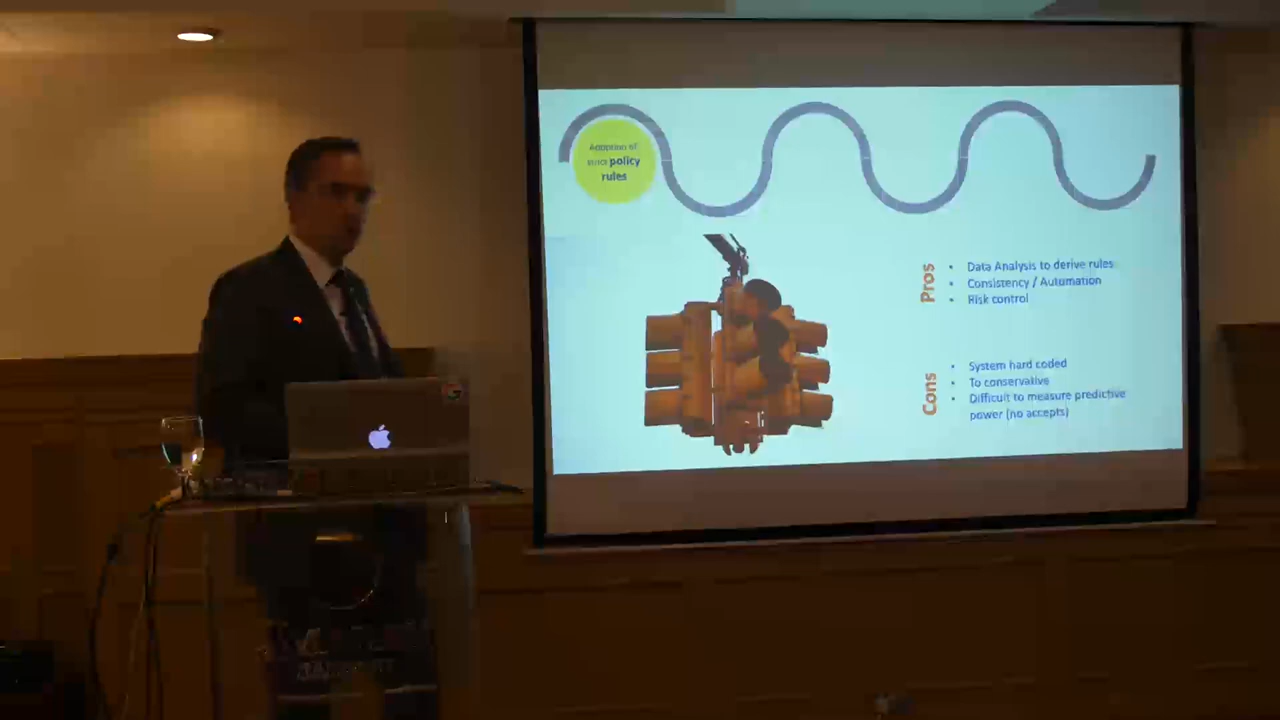 Adoption of
strict policy
rules
Pros
• Data Analysis to derive rules
• Consistency / Automation
• Risk control
Cons
• System hard coded
• To conservative
• Difficult to measure predictive
power (no accepts)